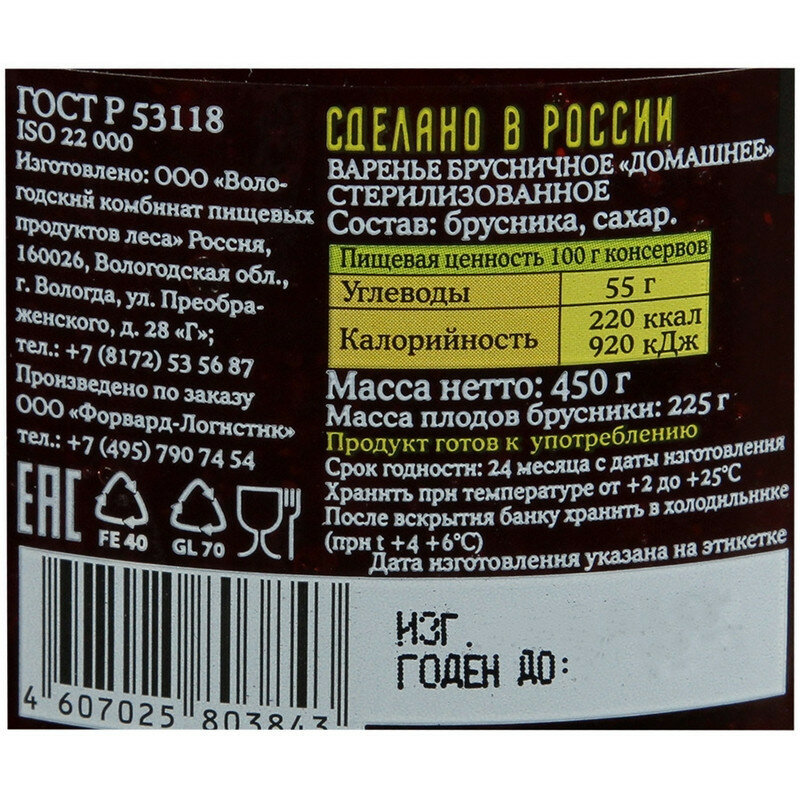 ГОСТ Р 53118
ISO 22 000
Изготовлено: ООО «Воло-
годский комбинат пищевых
продуктов леса» Россия,
160026, Вологодская обл.,
г. Вологда, ул. Преобра-
женского, д. 28 «Г»;
тел.: +7 (8172) 53 56 87
Произведено по заказу
ООО «Форвард-Логистик»
тел.: +7 (495) 790 74 54
ЕАС
FE 40
GL 70
4 607025 803843
СДЕЛАНО В РОССИИ
ВАРЕНЬЕ БРУСНИЧНОЕ «ДОМАШНЕЕ»
СТЕРИЛИЗОВАННОЕ
Состав: брусника, сахар.
Пищевая ценность 100 г консервов
Углеводы 55 г
Калорийность 220 ккал
920 кДж
Масса нетто: 450 г
Масса плодов брусники: 225 г
Продукт готов к употреблению
Срок годности: 24 месяца с даты изготовления
Хранить при температуре от +2 до +25°С
После вскрытия банку хранить в холодильнике
(при t +4 +6°С)
Дата изготовления указана на этикетке
ИЗГ.
ГОДЕН ДО: